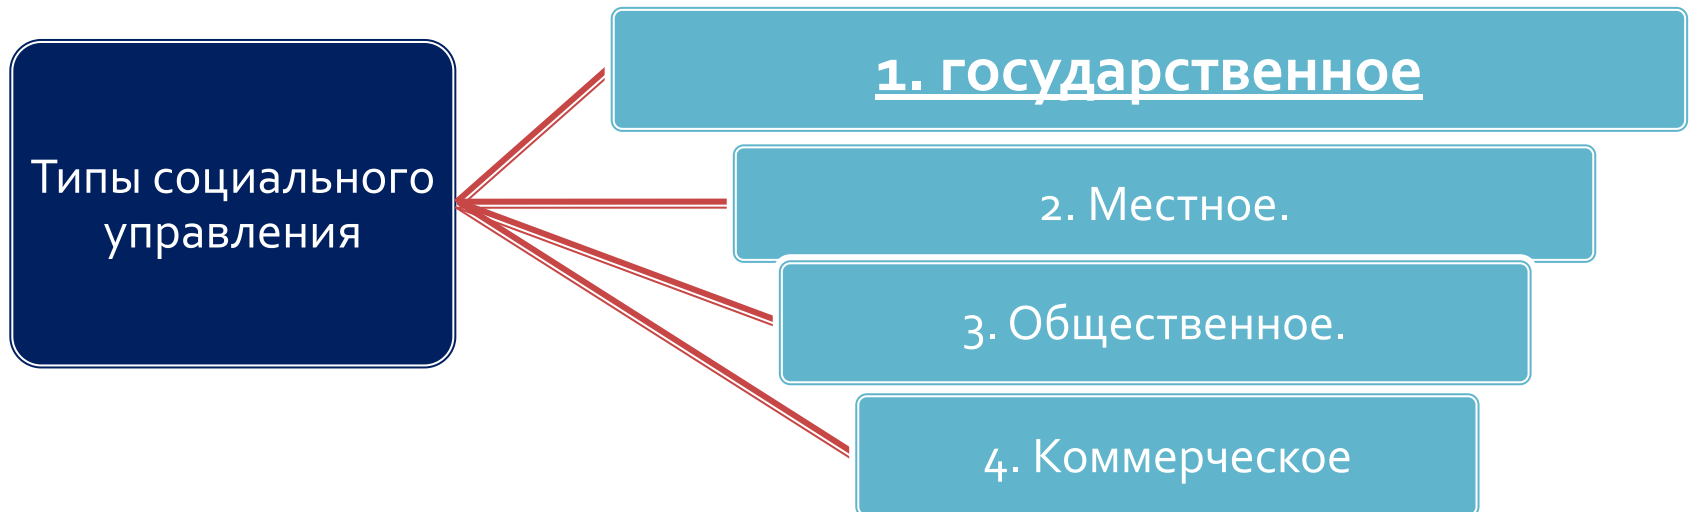 Типы социального
управления
1. государственное
2. Местное.
3. Общественное.
4. Коммерческое